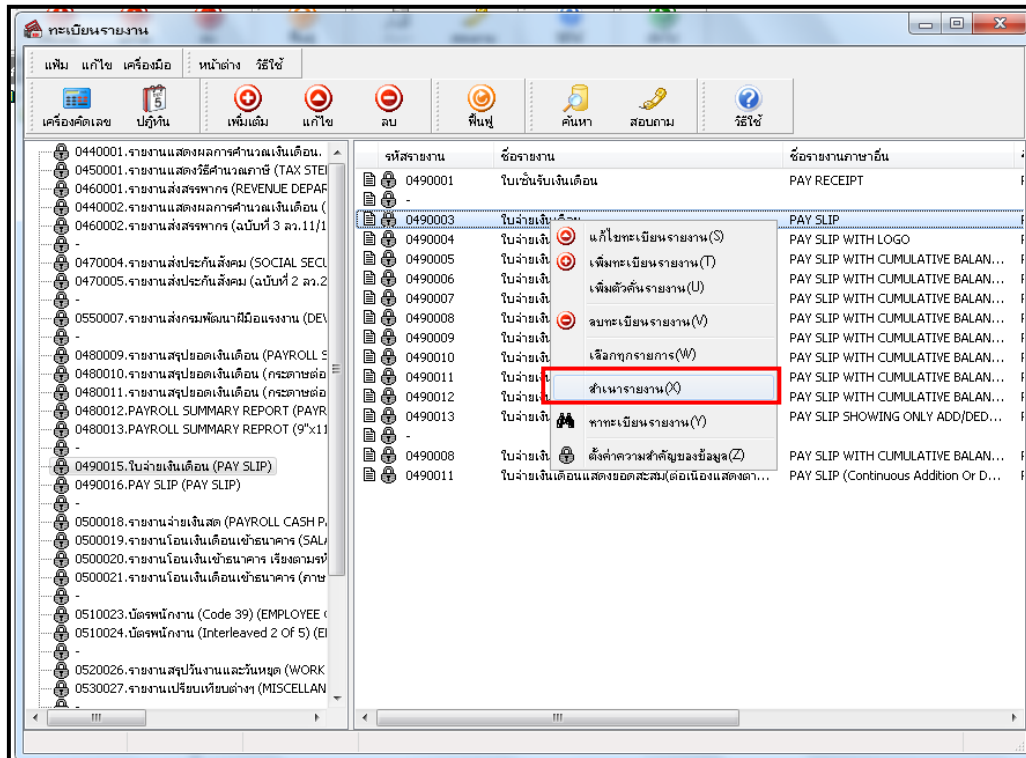 ทะเบียนรายงาน
แฟ้ม แก้ไข เครื่องมือ หน้าต่าง วิธีใช้
เครื่องคิดเลข ปฏิทิน เพิ่มเติม แก้ไข ลบ ฟื้นฟู ค้นหา สอบถาม วิธีใช้
0440001.รายงานแสดงผลการคำนวณเงินเดือน.
0450001.รายงานแสดงวิธีคำนวณภาษี (TAX STE
0460001.รายงานส่งสรรพากร (REVENUE DEPAR
0440002.รายงานแสดงผลการคำนวณเงินเดือน (
0460002.รายงานส่งสรรพากร (ฉบับที่ 3 ลว.11/1
-
0470004.รายงานส่งประกันสังคม (SOCIAL SECU
0470005.รายงานส่งประกันสังคม (ฉบับที่ 2 ลว.2
-
0550007.รายงานส่งกรมพัฒนาฝีมือแรงงาน (DEV
-
0480009.รายงานสรุปยอดเงินเดือน (PAYROLL S
0480010.รายงานสรุปยอดเงินเดือน (กระดาษต่อ
0480011.รายงานสรุปยอดเงินเดือน (กระดาษต่อ
0480012.PAYROLL SUMMARY REPORT (PAYR
0480013.PAYROLL SUMMARY REPROT (9"x11
-
0490015.ใบจ่ายเงินเดือน (PAY SLIP)
0490016.PAY SLIP (PAY SLIP)
-
0500018.รายงานจ่ายเงินสด (PAYROLL CASH P
0500019.รายงานโอนเงินเดือนเข้าธนาคาร (SAL
0500020.รายงานโอนเงินเข้าธนาคาร เรียงตามรหั
0500021.รายงานโอนเงินเดือนเข้าธนาคาร (ภาษ
-
0510023.บัตรพนักงาน (Code 39) (EMPLOYEE
0510024.บัตรพนักงาน (Interleaved 2 Of 5) (E
-
0520026.รายงานสรุปวันงานและวันหยุด (WORK
0530027.รายงานเปรียบเทียบต่างๆ (MISCELLAN
-
รหัสรายงาน ชื่อรายงาน ชื่อรายงานภาษาอื่น
0490001 ใบเซ็นรับเงินเดือน PAY RECEIPT
-
0490003 ใบจ่ายเงินเดือน PAY SLIP
0490004 ใบจ่ายเงิ PAY SLIP WITH LOGO
0490005 ใบจ่ายเงิ PAY SLIP WITH CUMULATIVE BALAN...
0490006 ใบจ่ายเงิ PAY SLIP WITH CUMULATIVE BALAN...
0490007 ใบจ่ายเงิ PAY SLIP WITH CUMULATIVE BALAN...
0490008 ใบจ่ายเงิ PAY SLIP WITH CUMULATIVE BALAN...
0490009 ใบจ่ายเงิ PAY SLIP WITH CUMULATIVE BALAN...
0490010 ใบจ่ายเงิ PAY SLIP WITH CUMULATIVE BALAN...
0490011 ใบจ่ายเงิ PAY SLIP WITH CUMULATIVE BALAN...
0490012 ใบจ่ายเงิ PAY SLIP WITH CUMULATIVE BALAN...
0490013 ใบจ่ายเงิ PAY SLIP SHOWING ONLY ADD/DED...
-
0490008 ใบจ่ายเงิ PAY SLIP WITH CUMULATIVE BALAN...
0490011 ใบจ่ายเงินเดือนแสดงยอดสะสม(ต่อเนื่องแสดงตา... PAY SLIP (Continuous Addition Or D...
แก้ไขทะเบียนรายงาน(S)
เพิ่มทะเบียนรายงาน(T)
เพิ่มตัวคั่นรายงาน(U)
ลบทะเบียนรายงาน(V)
เลือกทุกรายการ(W)
สำเนารายงาน(X)
หาทะเบียนรายงาน(Y)
ตั้งค่าความสำคัญของข้อมูล(Z)